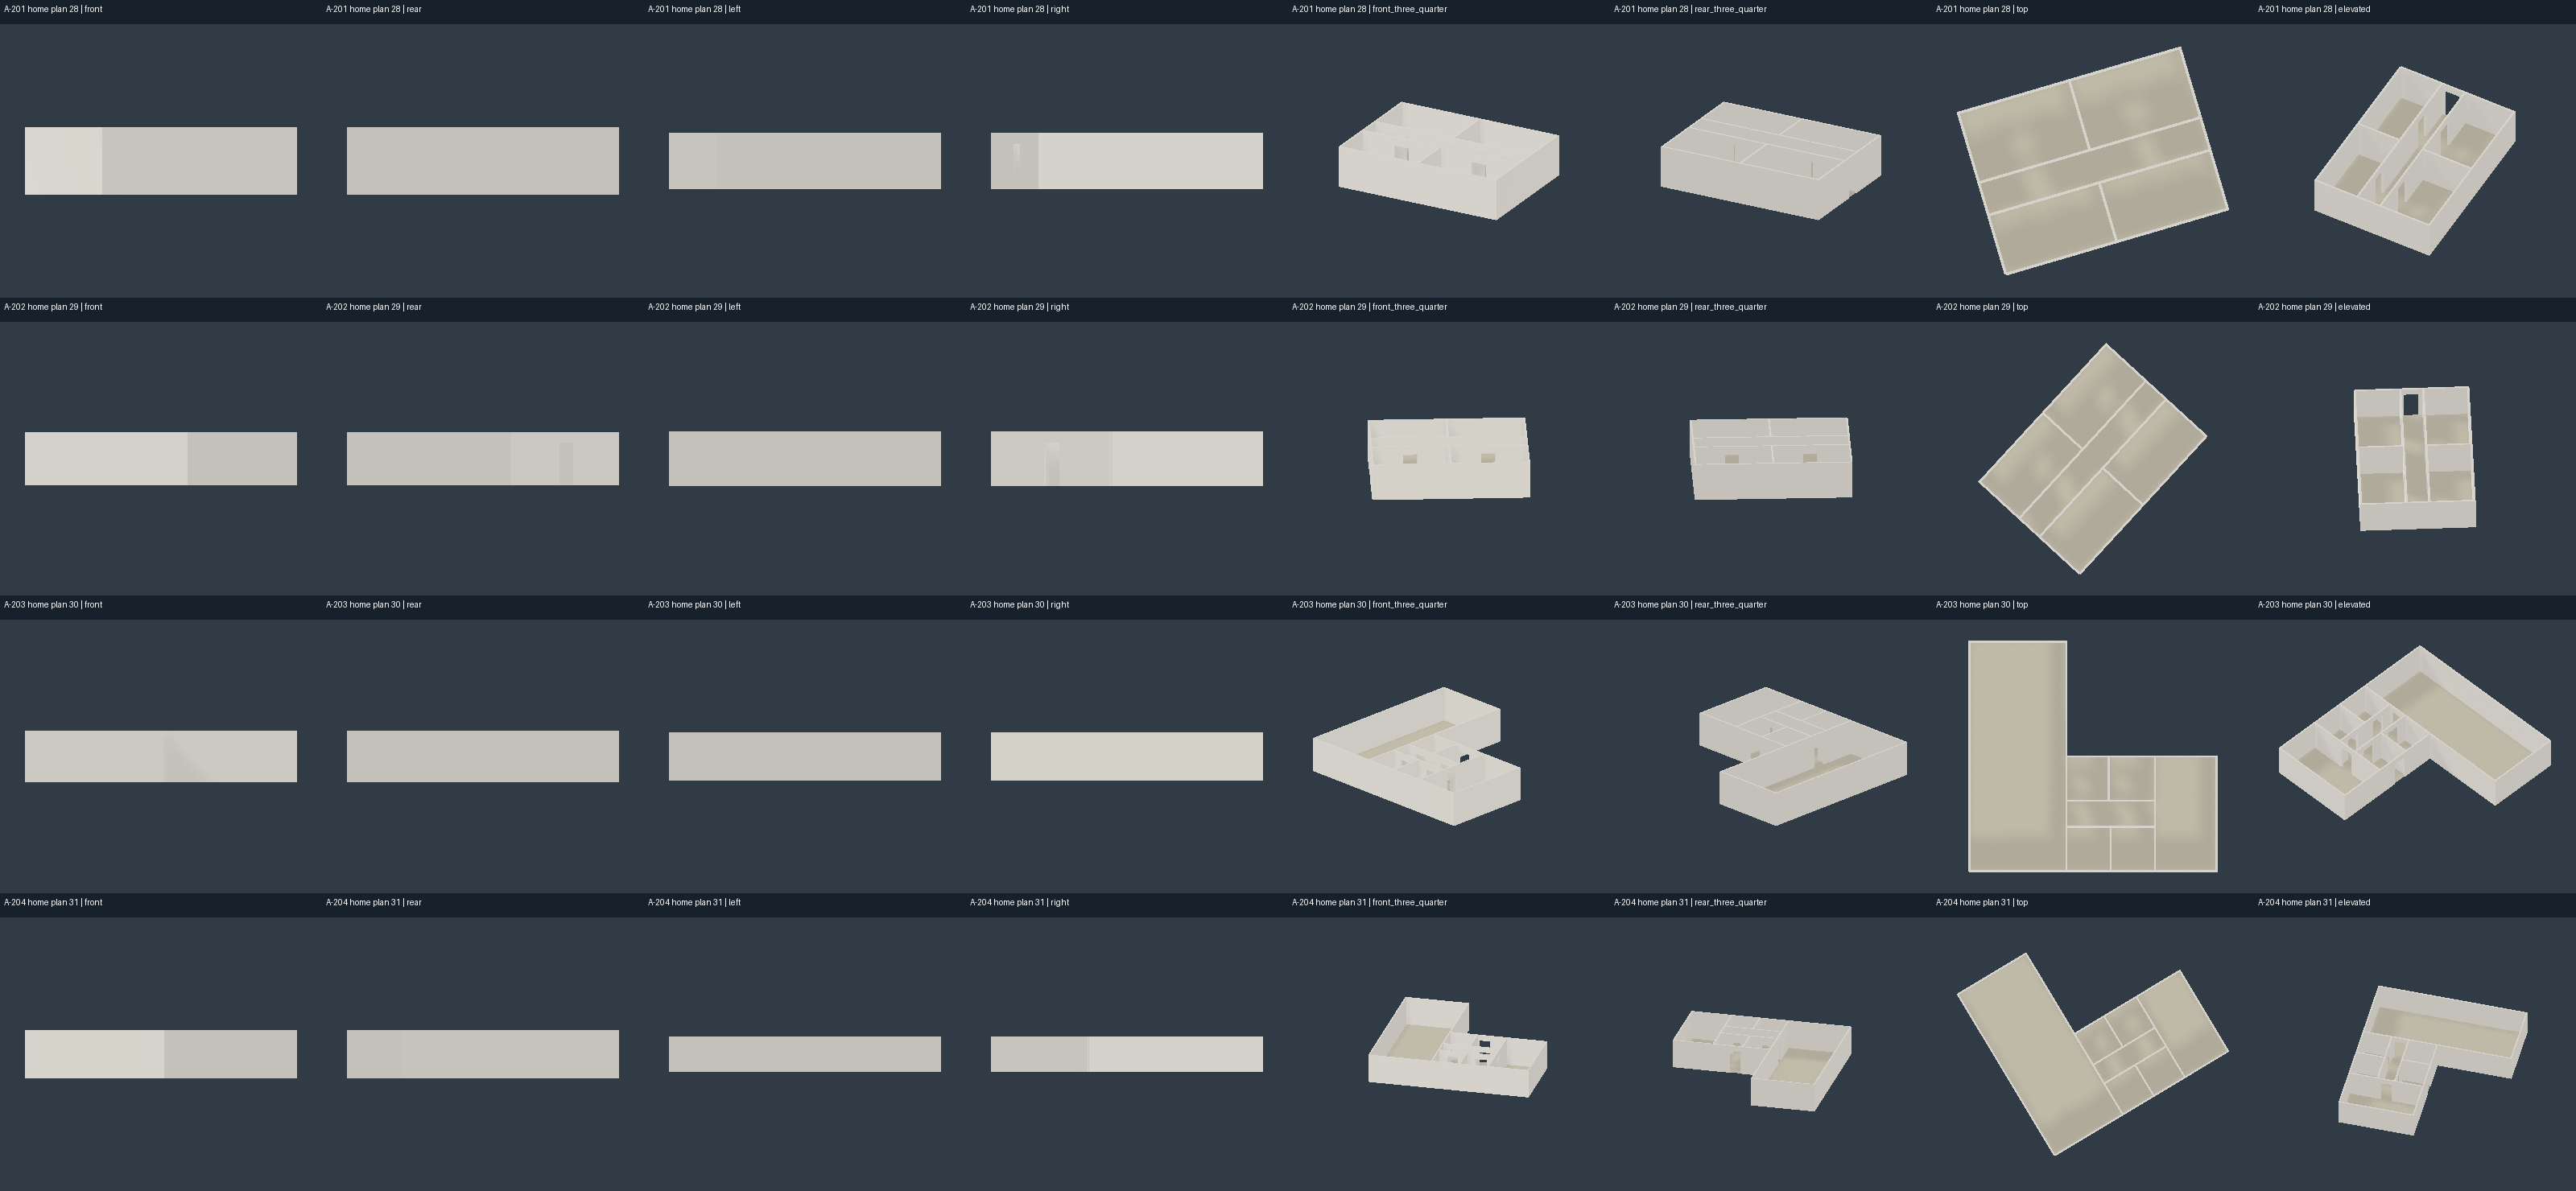 A-201 home plan 28 | front
A-201 home plan 28 | rear
A-201 home plan 28 | left
A-201 home plan 28 | right
A-201 home plan 28 | front_three_quarter
A-201 home plan 28 | rear_three_quarter
A-201 home plan 28 | top
A-201 home plan 28 | elevated
A-202 home plan 29 | front
A-202 home plan 29 | rear
A-202 home plan 29 | left
A-202 home plan 29 | right
A-202 home plan 29 | front_three_quarter
A-202 home plan 29 | rear_three_quarter
A-202 home plan 29 | top
A-202 home plan 29 | elevated
A-203 home plan 30 | front
A-203 home plan 30 | rear
A-203 home plan 30 | left
A-203 home plan 30 | right
A-203 home plan 30 | front_three_quarter
A-203 home plan 30 | rear_three_quarter
A-203 home plan 30 | top
A-203 home plan 30 | elevated
A-204 home plan 31 | front
A-204 home plan 31 | rear
A-204 home plan 31 | left
A-204 home plan 31 | right
A-204 home plan 31 | front_three_quarter
A-204 home plan 31 | rear_three_quarter
A-204 home plan 31 | top
A-204 home plan 31 | elevated